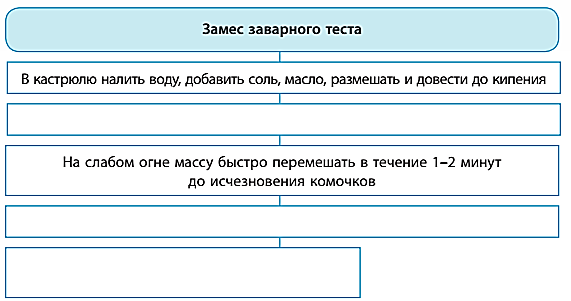 Замес заварного теста
В кастрюлю налить воду, добавить соль, масло, размешать и довести до кипения
На слабом огне массу быстро перемешать в течение 1–2 минут
до исчезновения комочков